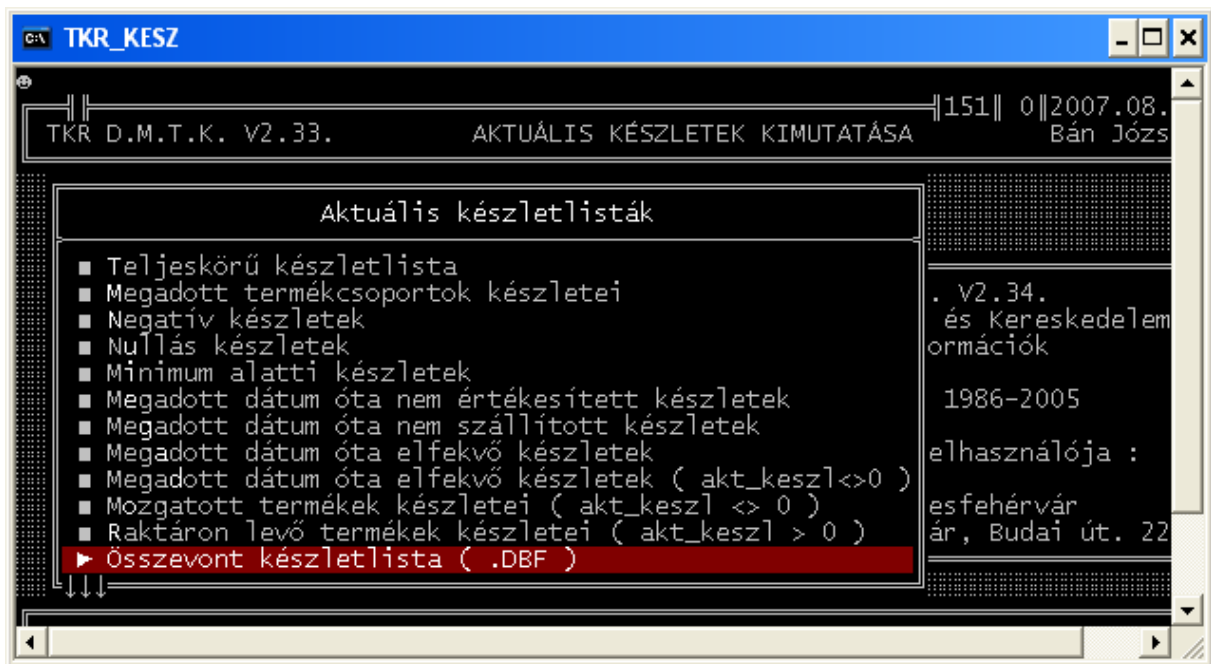 TKR_KESZ
151 0 2007.08.
TKR D.M.T.K. V2.33. AKTUÁLIS KÉSZLETEK KIMUTATÁSA Bán Józs
Aktuális készletlisták
Teljeskörű készletlista
Megadott termékcsoportok készletei
Negatív készletek
Nullás készletek
Minimum alatti készletek
Megadott dátum óta nem értékesített készletek
Megadott dátum óta nem szállított készletek
Megadott dátum óta elfekvő készletek
Megadott dátum óta elfekvő készletek ( akt_keszl<>0 )
Mozgatott termékek készletei ( akt_keszl <> 0 )
Raktáron levő termékek készletei ( akt_keszl > 0 )
Összevont készletlista ( .DBF )
. V2.34.
és Kereskedelem
ormációk
1986-2005
elhasználója :
esfehérvár
ár, Budai út. 22